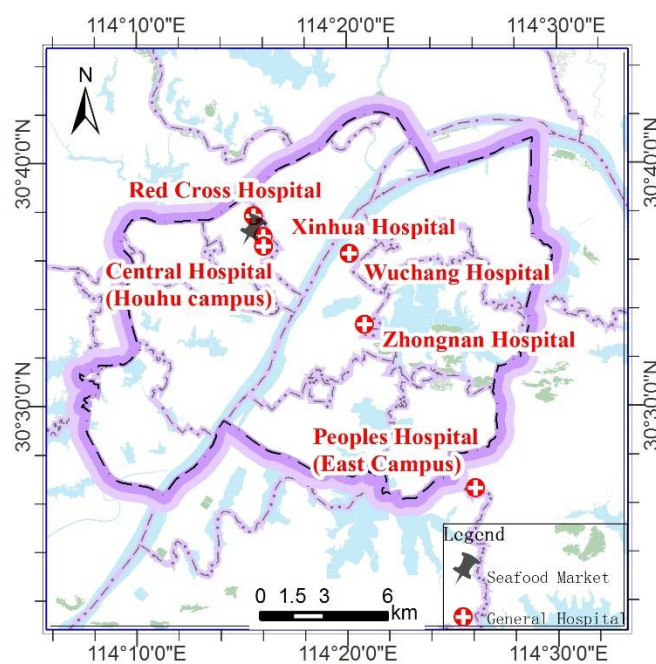 114°10'0"E 114°20'0"E 114°30'0"E
N
30°40'0"N
30°40'0"N
Red Cross Hospital
Xinhua Hospital
Central Hospital
(Houhu campus)
Wuchang Hospital
Zhongnan Hospital
30°30'0"N
30°30'0"N
Peoples Hospital
(East Campus)
Legend
Seafood Market
General Hospital
0 1.5 3 6
km
114°10'0"E 114°20'0"E 114°30'0"E